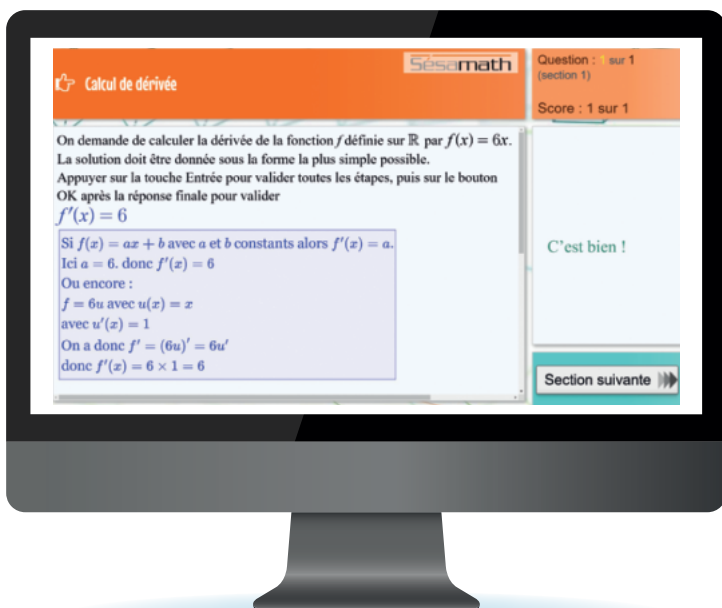 Sésamath
Calcul de dérivée
Question : 1 sur 1
(section 1)
Score : 1 sur 1
On demande de calculer la dérivée de la fonction f définie sur ℝ par f(x) = 6x.
La solution doit être donnée sous la forme la plus simple possible.
Appuyer sur la touche Entrée pour valider toutes les étapes, puis sur le bouton
OK après la réponse finale pour valider
f′(x) = 6
Si f(x) = ax + b avec a et b constants alors f′(x) = a.
Ici a = 6. donc f′(x) = 6
Ou encore :
f = 6u avec u(x) = x
avec u′(x) = 1
On a donc f′ = (6u)′ = 6u′
donc f′(x) = 6 × 1 = 6
C'est bien !
Section suivante